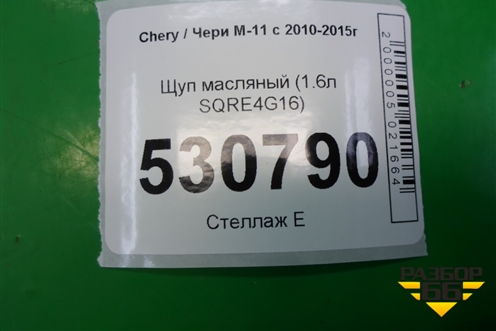 Chery / Чери М-11 с 2010-2015г
Щуп масляный (1.6л
SQRE4G16)
530790
Стеллаж Е
2000005 021664
РАЗБОР
66